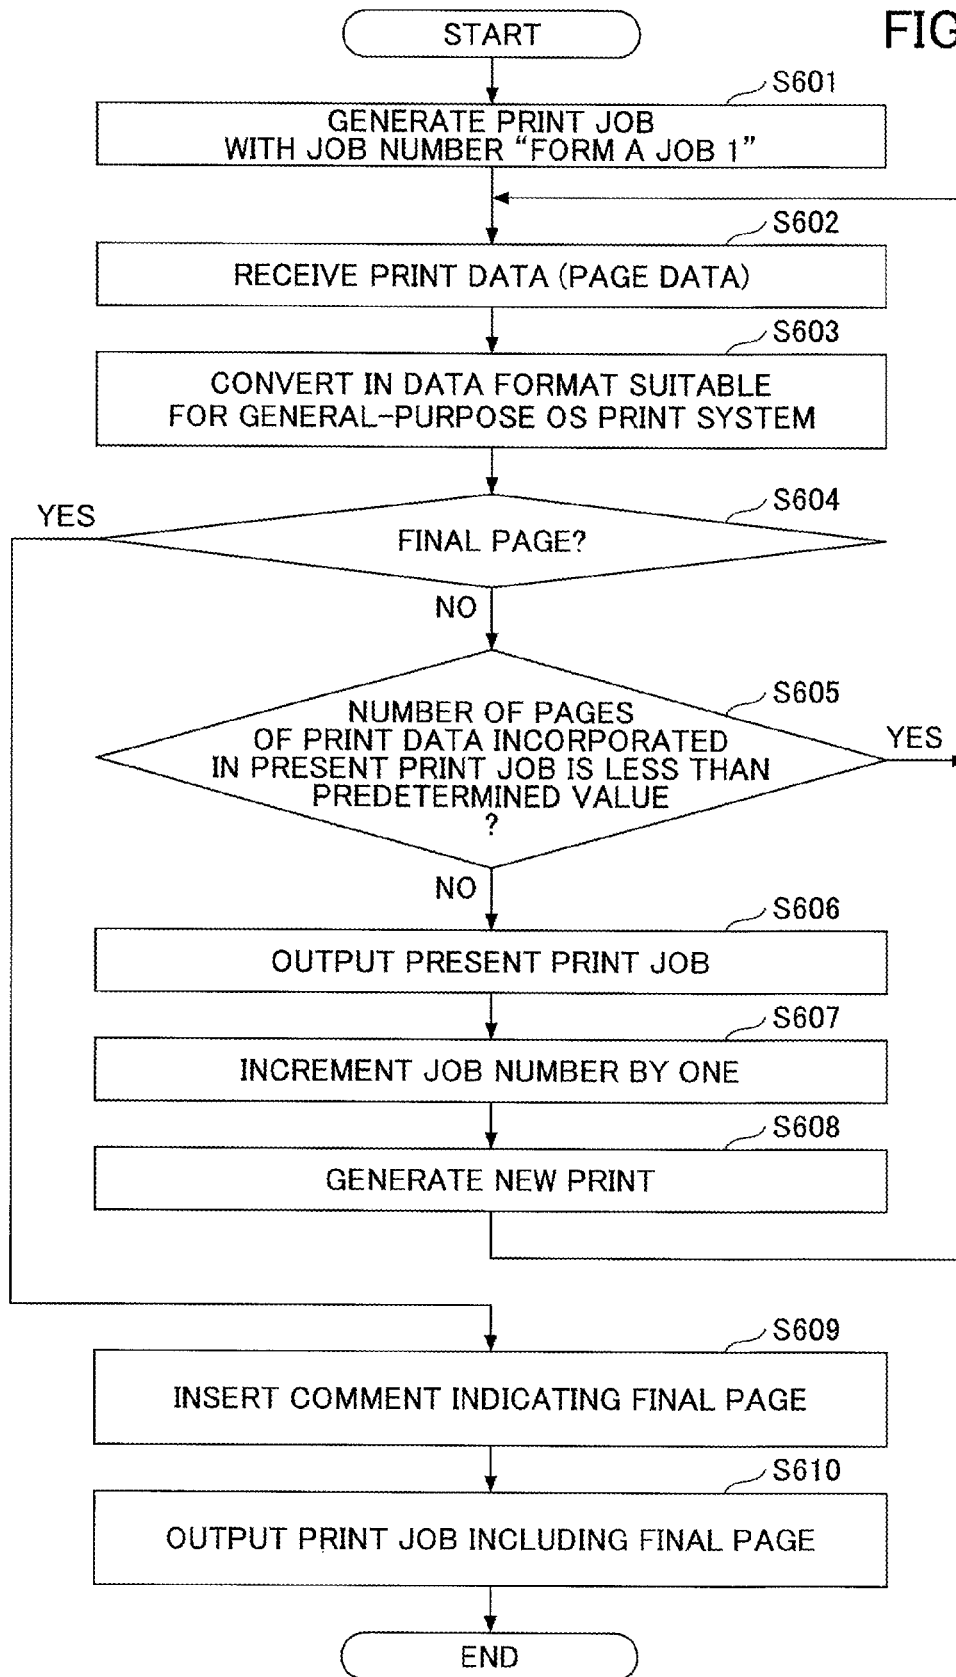 START
FIG
S601
GENERATE PRINT JOB
WITH JOB NUMBER “FORM A JOB 1”
S602
RECEIVE PRINT DATA (PAGE DATA)
S603
CONVERT IN DATA FORMAT SUITABLE
FOR GENERAL-PURPOSE OS PRINT SYSTEM
S604
YES
FINAL PAGE?
NO
S605
NUMBER OF PAGES
OF PRINT DATA INCORPORATED
IN PRESENT PRINT JOB IS LESS THAN
PREDETERMINED VALUE
?
YES
NO
S606
OUTPUT PRESENT PRINT JOB
S607
INCREMENT JOB NUMBER BY ONE
S608
GENERATE NEW PRINT
S609
INSERT COMMENT INDICATING FINAL PAGE
S610
OUTPUT PRINT JOB INCLUDING FINAL PAGE
END